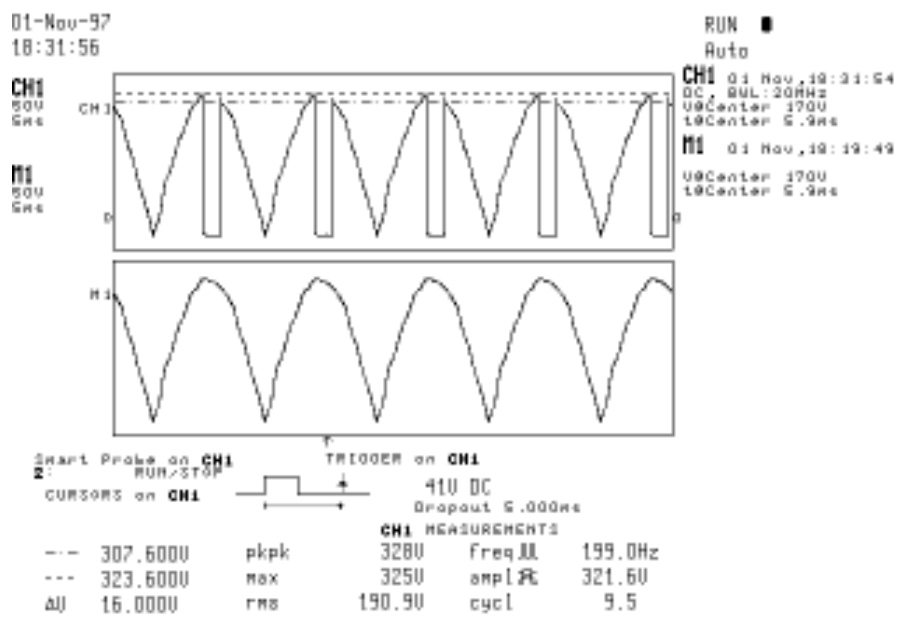 01-Nov-97
18:31:56
RUN
Auto
CH1
50V
5ms
M1
50V
5ms
CH1
0
0
M1
CH1 01 Nov,18:31:54
DC, BWL:20MHz
V@Center 170V
t@Center 5.9ms
M1 01 Nov,18:19:49
V@Center 170V
t@Center 5.9ms
Smart Probe on CH1
2: RUN/STOP
CURSORS on CH1
TRIGGER on CH1
41V DC
Dropout 5.000ms
CH1 MEASUREMENTS
307.600V pkpk 328V freq 199.0Hz
323.600V max 325V ampl 321.6V
ΔV 16.000V rms 190.9V cycl 9.5